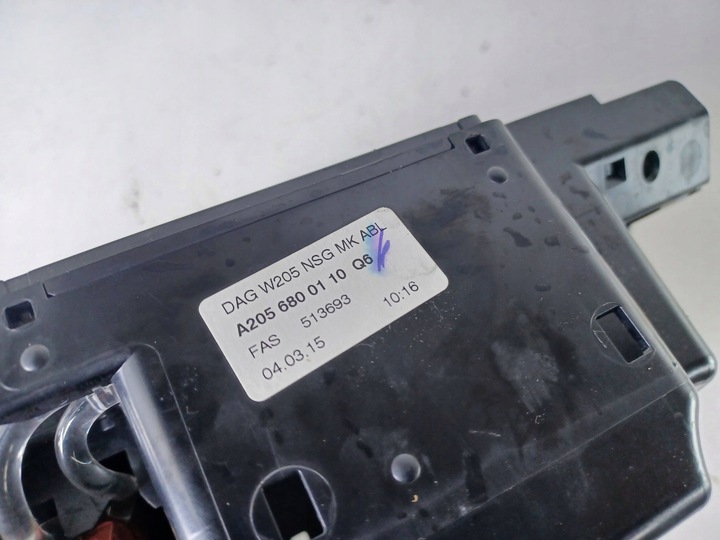 DAG W205 NSG MK ABL
A205 680 01 10 Q6
FAS 513693 10:16
04.03.15